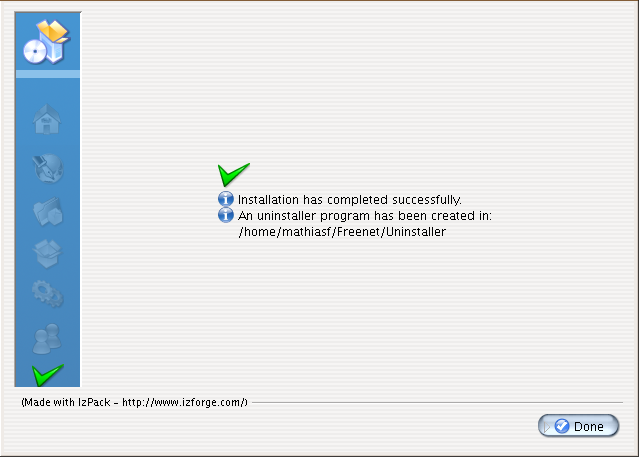 Installation has completed successfully.
An uninstaller program has been created in:
/home/mathiasf/Freenet/Uninstaller
(Made with IzPack - http://www.izforge.com/)
Done